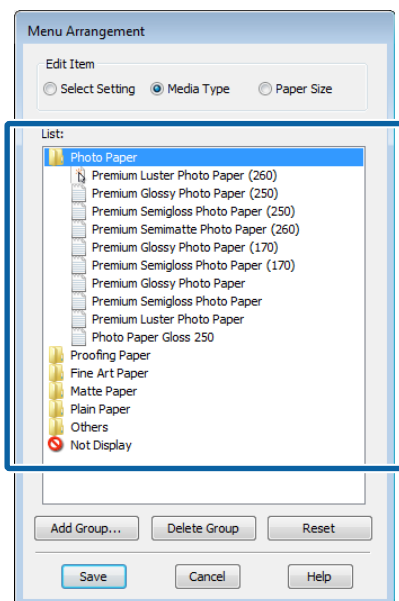 Menu Arrangement
Edit Item
Select Setting Media Type Paper Size
List:
Photo Paper
Premium Luster Photo Paper (260)
Premium Glossy Photo Paper (250)
Premium Semigloss Photo Paper (250)
Premium Semimatte Photo Paper (260)
Premium Glossy Photo Paper (170)
Premium Semigloss Photo Paper (170)
Premium Glossy Photo Paper
Premium Semigloss Photo Paper
Premium Luster Photo Paper
Photo Paper Gloss 250
Proofing Paper
Fine Art Paper
Matte Paper
Plain Paper
Others
Not Display
Add Group... Delete Group Reset
Save Cancel Help